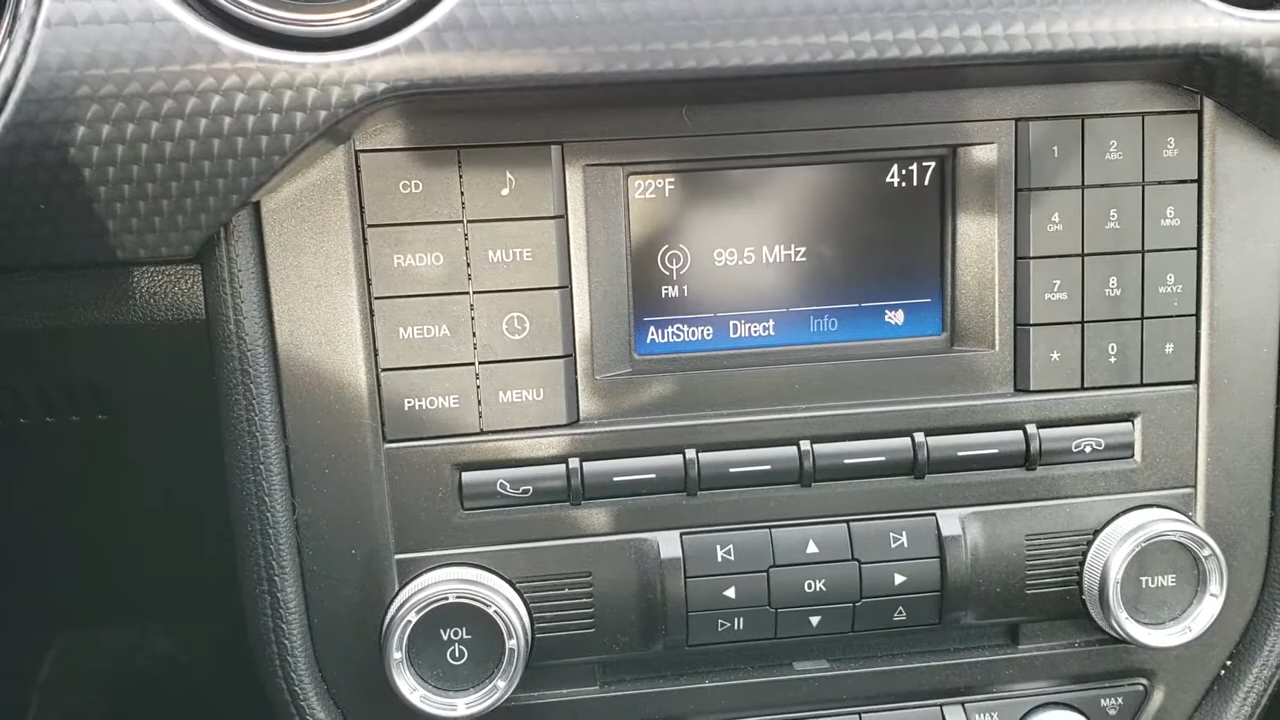 CD
RADIO
MUTE
MEDIA
PHONE
MENU
22°F
4:17
99.5 MHz
FM 1
AutStore Direct Info
1
2 ABC
3 DEF
4 GHI
5 JKL
6 MNO
7 PQRS
8 TUV
9 WXYZ
*
0 +
#
OK
VOL
TUNE
MAX
MAX